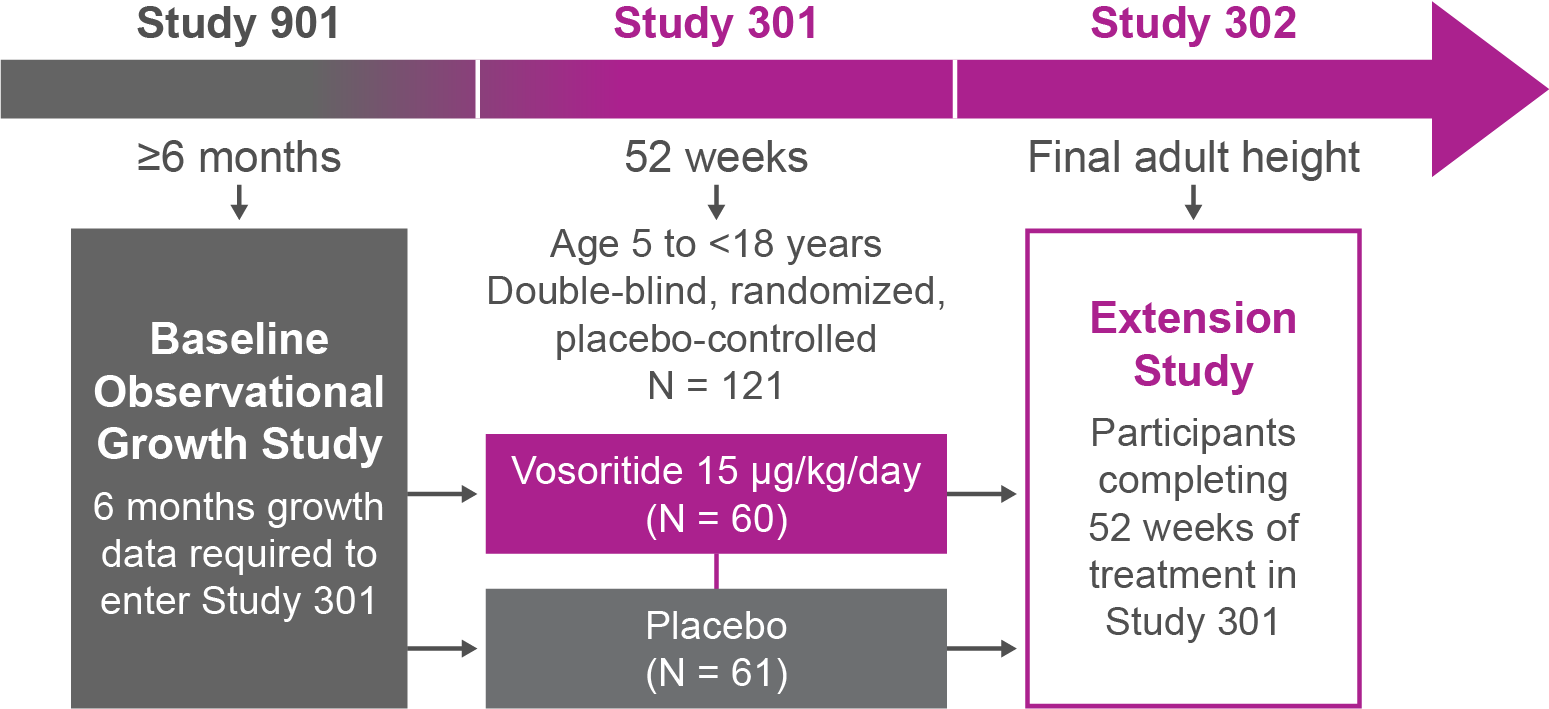 Study 901
Study 301
Study 302
≥6 months
52 weeks
Final adult height
Baseline
Observational
Growth Study
6 months growth
data required to
enter Study 301
Age 5 to <18 years
Double-blind, randomized,
placebo-controlled
N = 121
Vosoritide 15 μg/kg/day
(N = 60)
Placebo
(N = 61)
Extension
Study
Participants
completing
52 weeks of
treatment in
Study 301